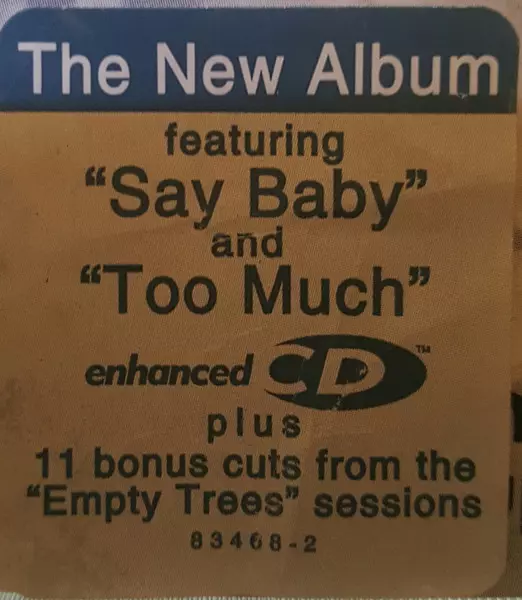 The New Album
featuring
“Say Baby”
and
“Too Much”
enhanced CD™
plus
11 bonus cuts from the
“Empty Trees” sessions
83468-2